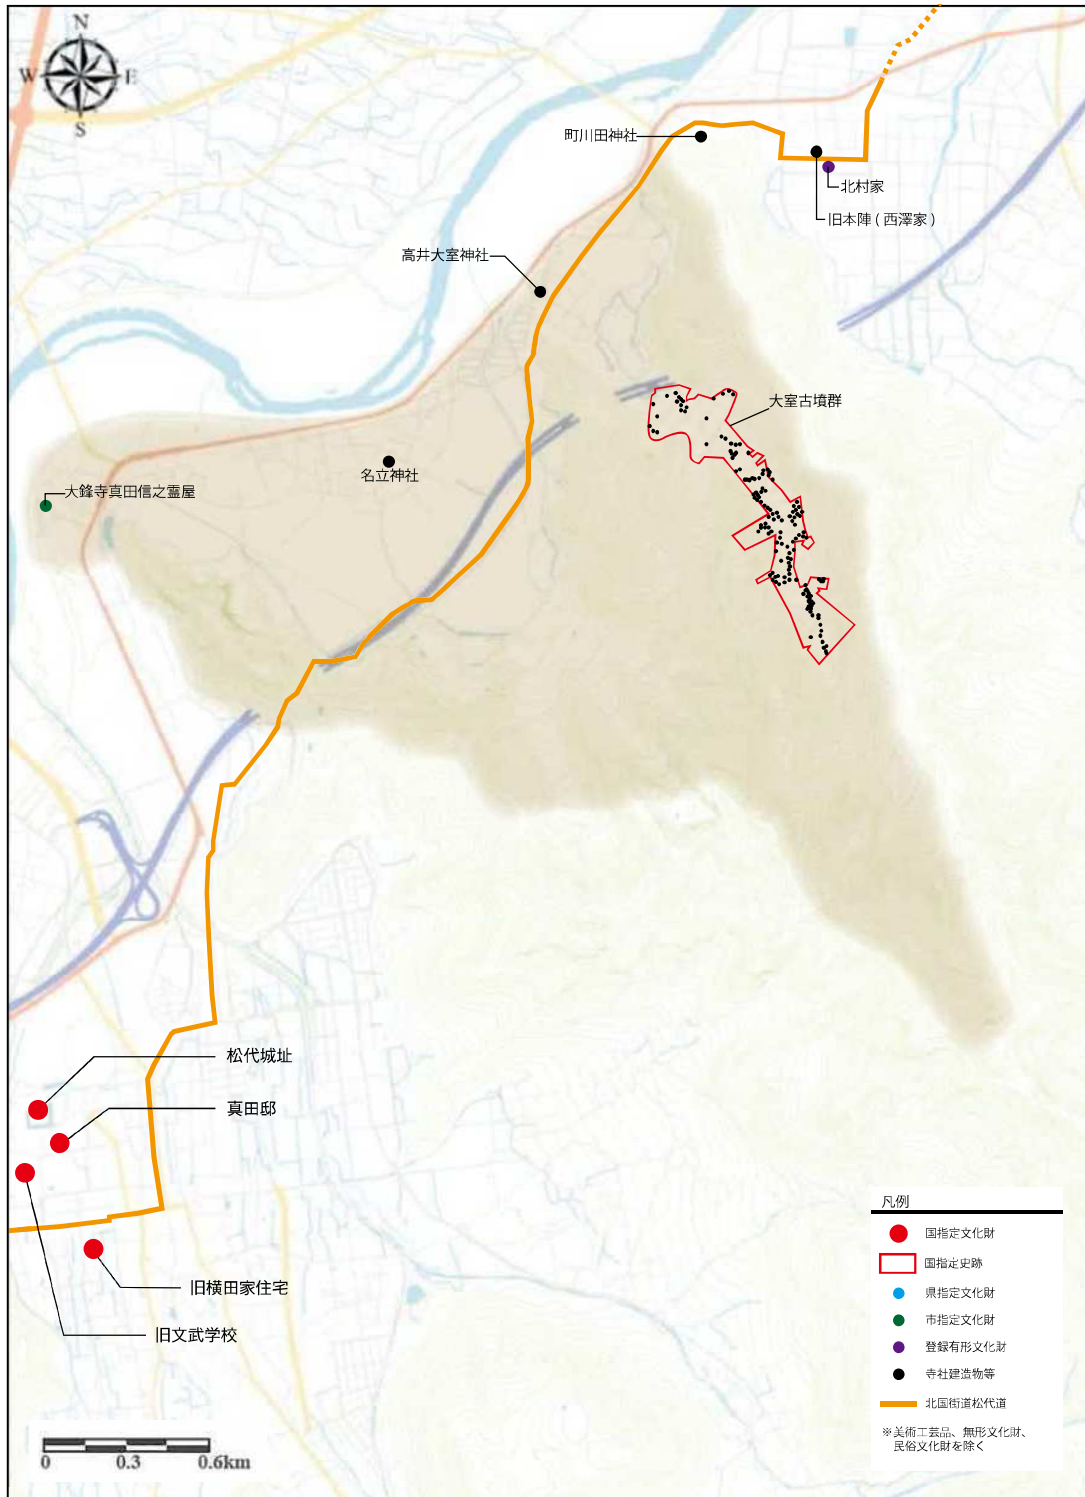 N
W E
S
町川田神社
北村家
旧本陣 ( 西澤家 )
高井大室神社
大室古墳群
名立神社
大鋒寺真田信之霊屋
松代城址
真田邸
旧横田家住宅
旧文武学校
凡例
国指定文化財
国指定史跡
県指定文化財
市指定文化財
登録有形文化財
寺社建造物等
北国街道松代道
※美術工芸品、無形文化財、
民俗文化財を除く
0 0.3 0.6km